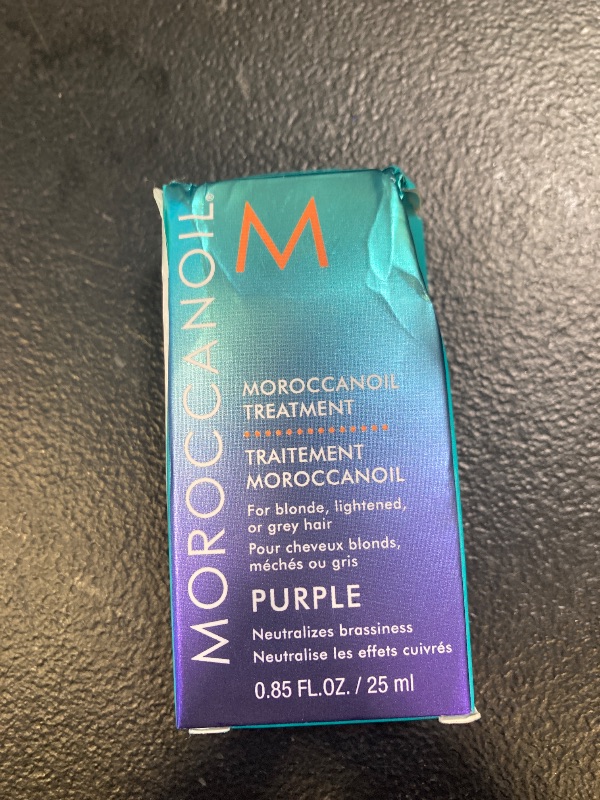 MOROCCANOIL®
M
MOROCCANOIL
TREATMENT
TRAITEMENT
MOROCCANOIL
For blonde, lightened,
or grey hair
Pour cheveux blonds,
méchés ou gris
PURPLE
Neutralizes brassiness
Neutralise les effets cuivrés
0.85 FL.OZ. / 25 ml